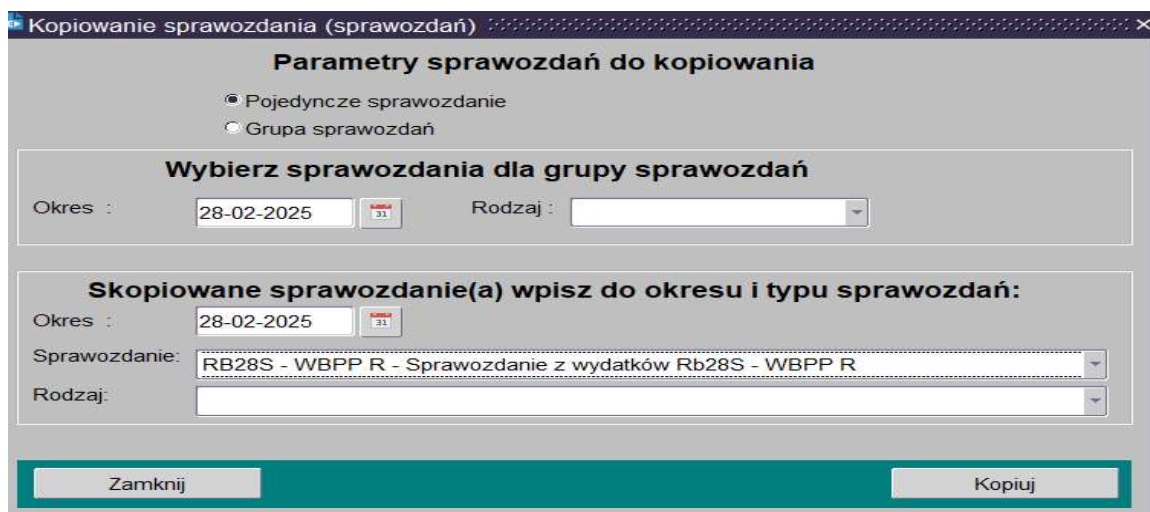 Kopiowanie sprawozdania (sprawozdań)
Parametry sprawozdań do kopiowania
Pojedyncze sprawozdanie
Grupa sprawozdań
Wybierz sprawozdania dla grupy sprawozdań
Okres : 28-02-2025 31 Rodzaj :
Skopiowane sprawozdanie(a) wpisz do okresu i typu sprawozdań:
Okres : 28-02-2025 31
Sprawozdanie: RB28S - WBPP R - Sprawozdanie z wydatków Rb28S - WBPP R
Rodzaj:
Zamknij Kopiuj